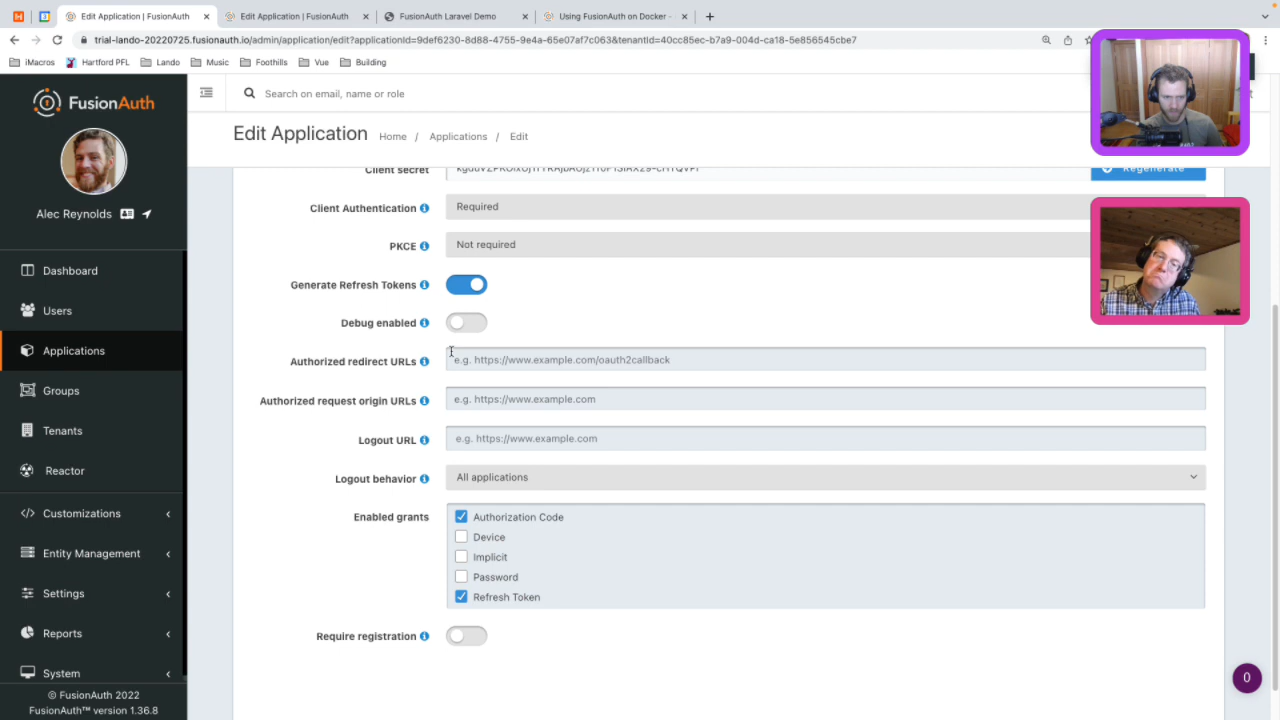 Edit Application | FusionAuth
Edit Application | FusionAuth
FusionAuth Laravel Demo
Using FusionAuth on Docker -
trial-lando-20220725.fusionauth.io/admin/application/edit?applicationId=9def6230-8d88-4755-9e4a-65e07af7c063&tenantId=40cc85ec-b7a9-004d-ca18-5e856545cbe7
iMacros
Hartford PFL
Lando
Music
Foothills
Vue
Building
FusionAuth
Search on email, name or role
Edit Application
Home / Applications / Edit
Alec Reynolds
Dashboard
Users
Applications
Groups
Tenants
Reactor
Customizations
Entity Management
Settings
Reports
System
© FusionAuth 2022
FusionAuth™ version 1.36.8
Client secret
Regenerate
Client Authentication
Required
PKCE
Not required
Generate Refresh Tokens
Debug enabled
Authorized redirect URLs
e.g. https://www.example.com/oauth2callback
Authorized request origin URLs
e.g. https://www.example.com
Logout URL
e.g. https://www.example.com
Logout behavior
All applications
Enabled grants
Authorization Code
Device
Implicit
Password
Refresh Token
Require registration
0